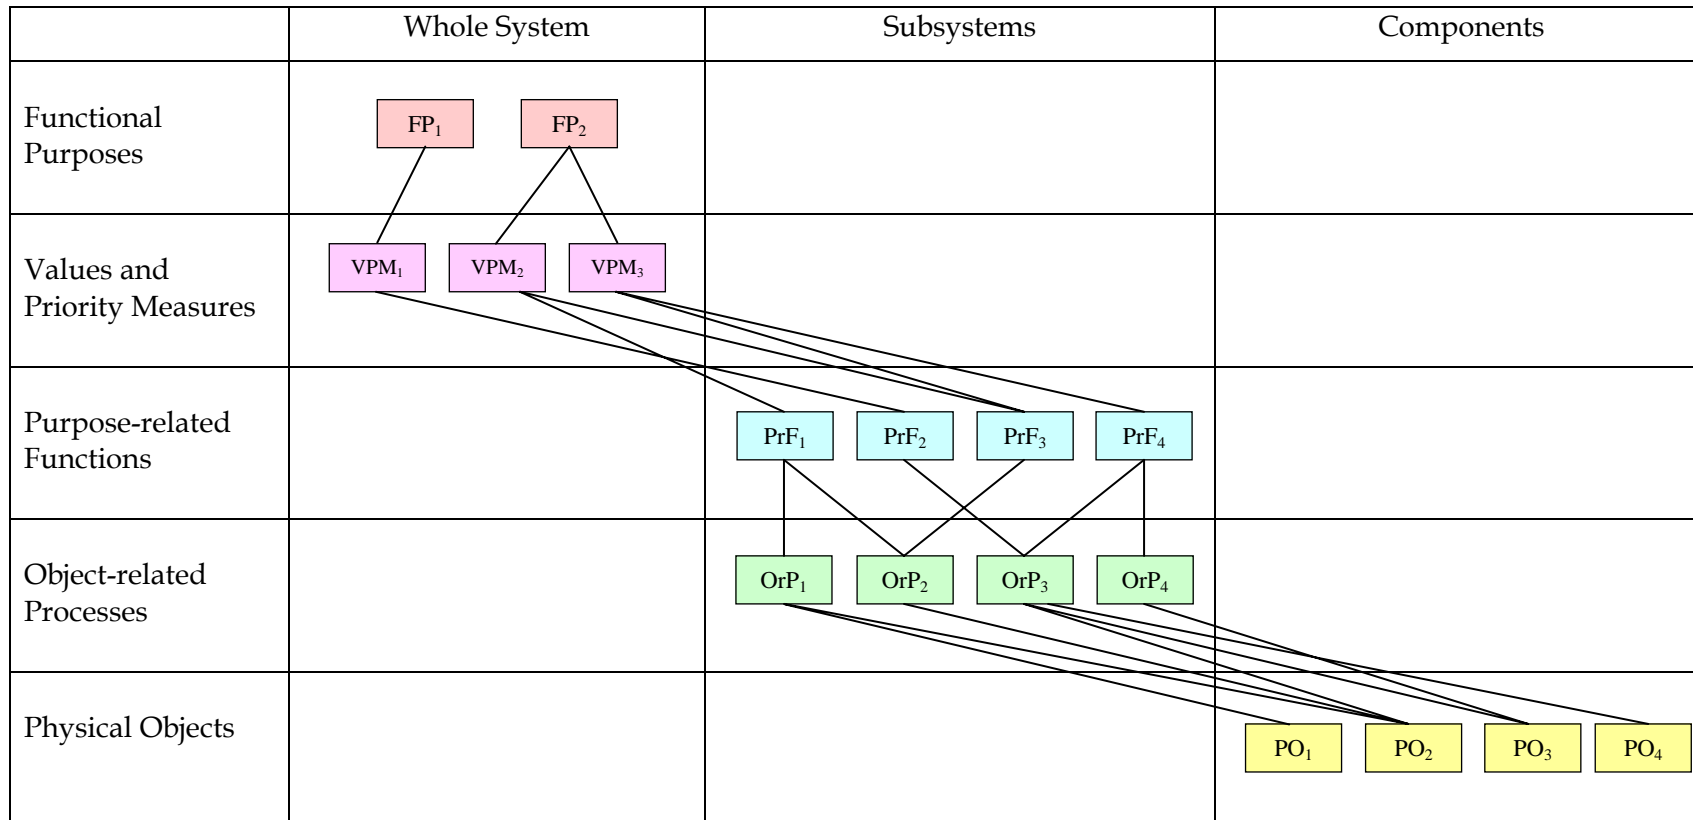 Whole System
Subsystems
Components
Functional
Purposes
FP₁
FP₂
Values and
Priority Measures
VPM₁
VPM₂
VPM₃
Purpose-related
Functions
PrF₁
PrF₂
PrF₃
PrF₄
Object-related
Processes
OrP₁
OrP₂
OrP₃
OrP₄
Physical Objects
PO₁
PO₂
PO₃
PO₄